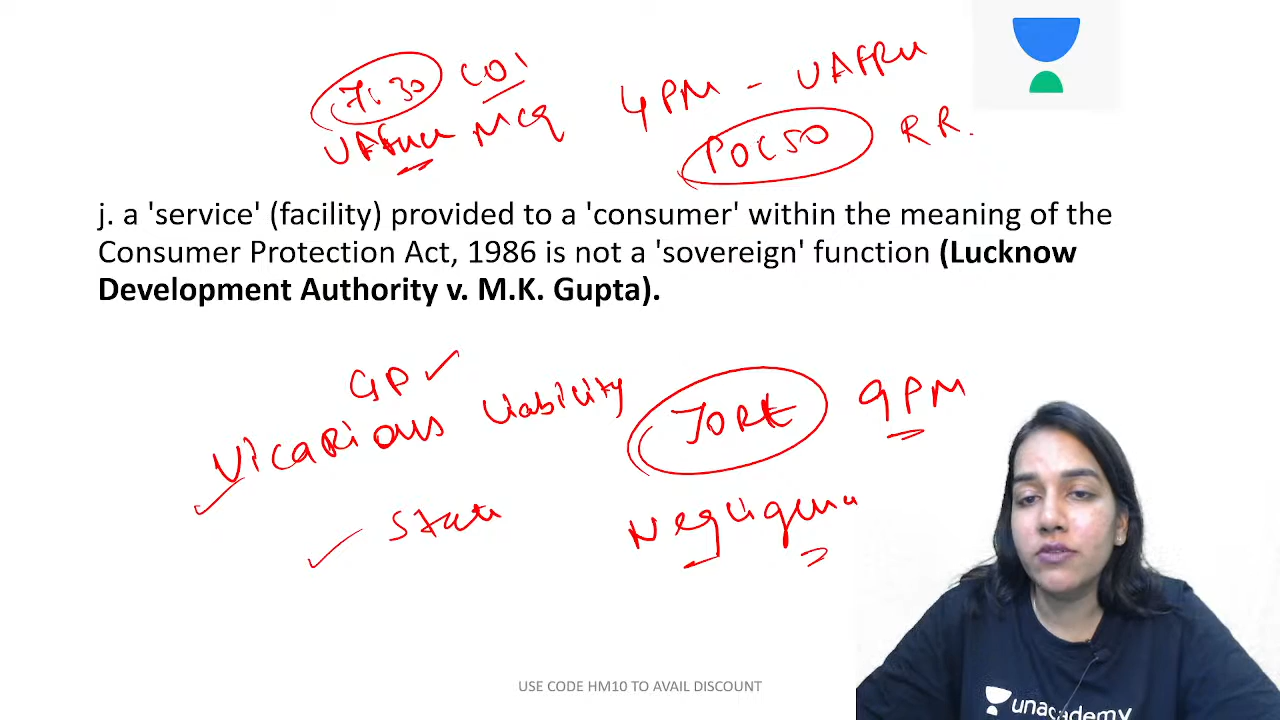 7:30 COI
UAfru MCQ
4 PM - UAfru
POCSO R R.
j. a 'service' (facility) provided to a 'consumer' within the meaning of the
Consumer Protection Act, 1986 is not a 'sovereign' function (Lucknow
Development Authority v. M.K. Gupta).
GP
Vicarious Liability
TORT 9 PM
State
Negligence
USE CODE HM10 TO AVAIL DISCOUNT
unacademy